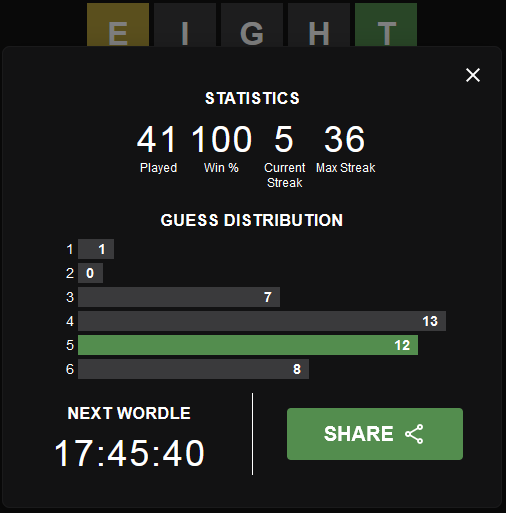 E I G H T
STATISTICS
41 100 5 36
Played Win % Current Max Streak
Streak
GUESS DISTRIBUTION
1 1
2 0
3 7
4 13
5 12
6 8
NEXT WORDLE
17:45:40
SHARE